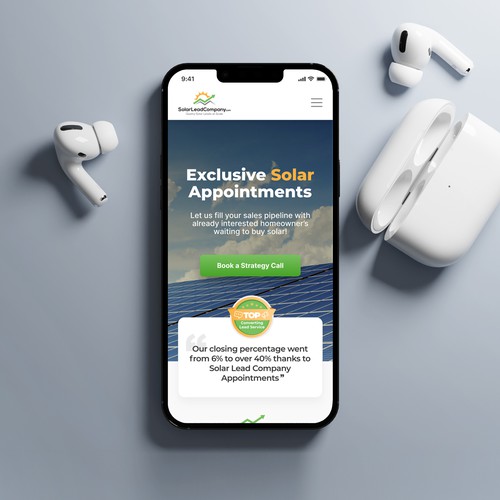 9:41
SolarLeadCompany.com
Exclusive Solar
Appointments
Let us fill your sales pipeline with
already interested homeowner's
waiting to buy solar!
Book a Strategy Call
TOP
Converting
Lead Service
“
Our closing percentage went
from 6% to over 40% thanks to
Solar Lead Company
Appointments ”